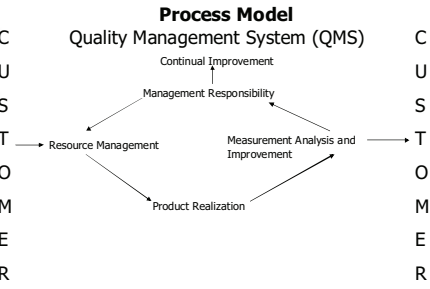 Process Model
Quality Management System (QMS)
Continual Improvement
Management Responsibility
Resource Management
Measurement Analysis and
Improvement
Product Realization
C
U
S
T
O
M
E
R
C
U
S
T
O
M
E
R